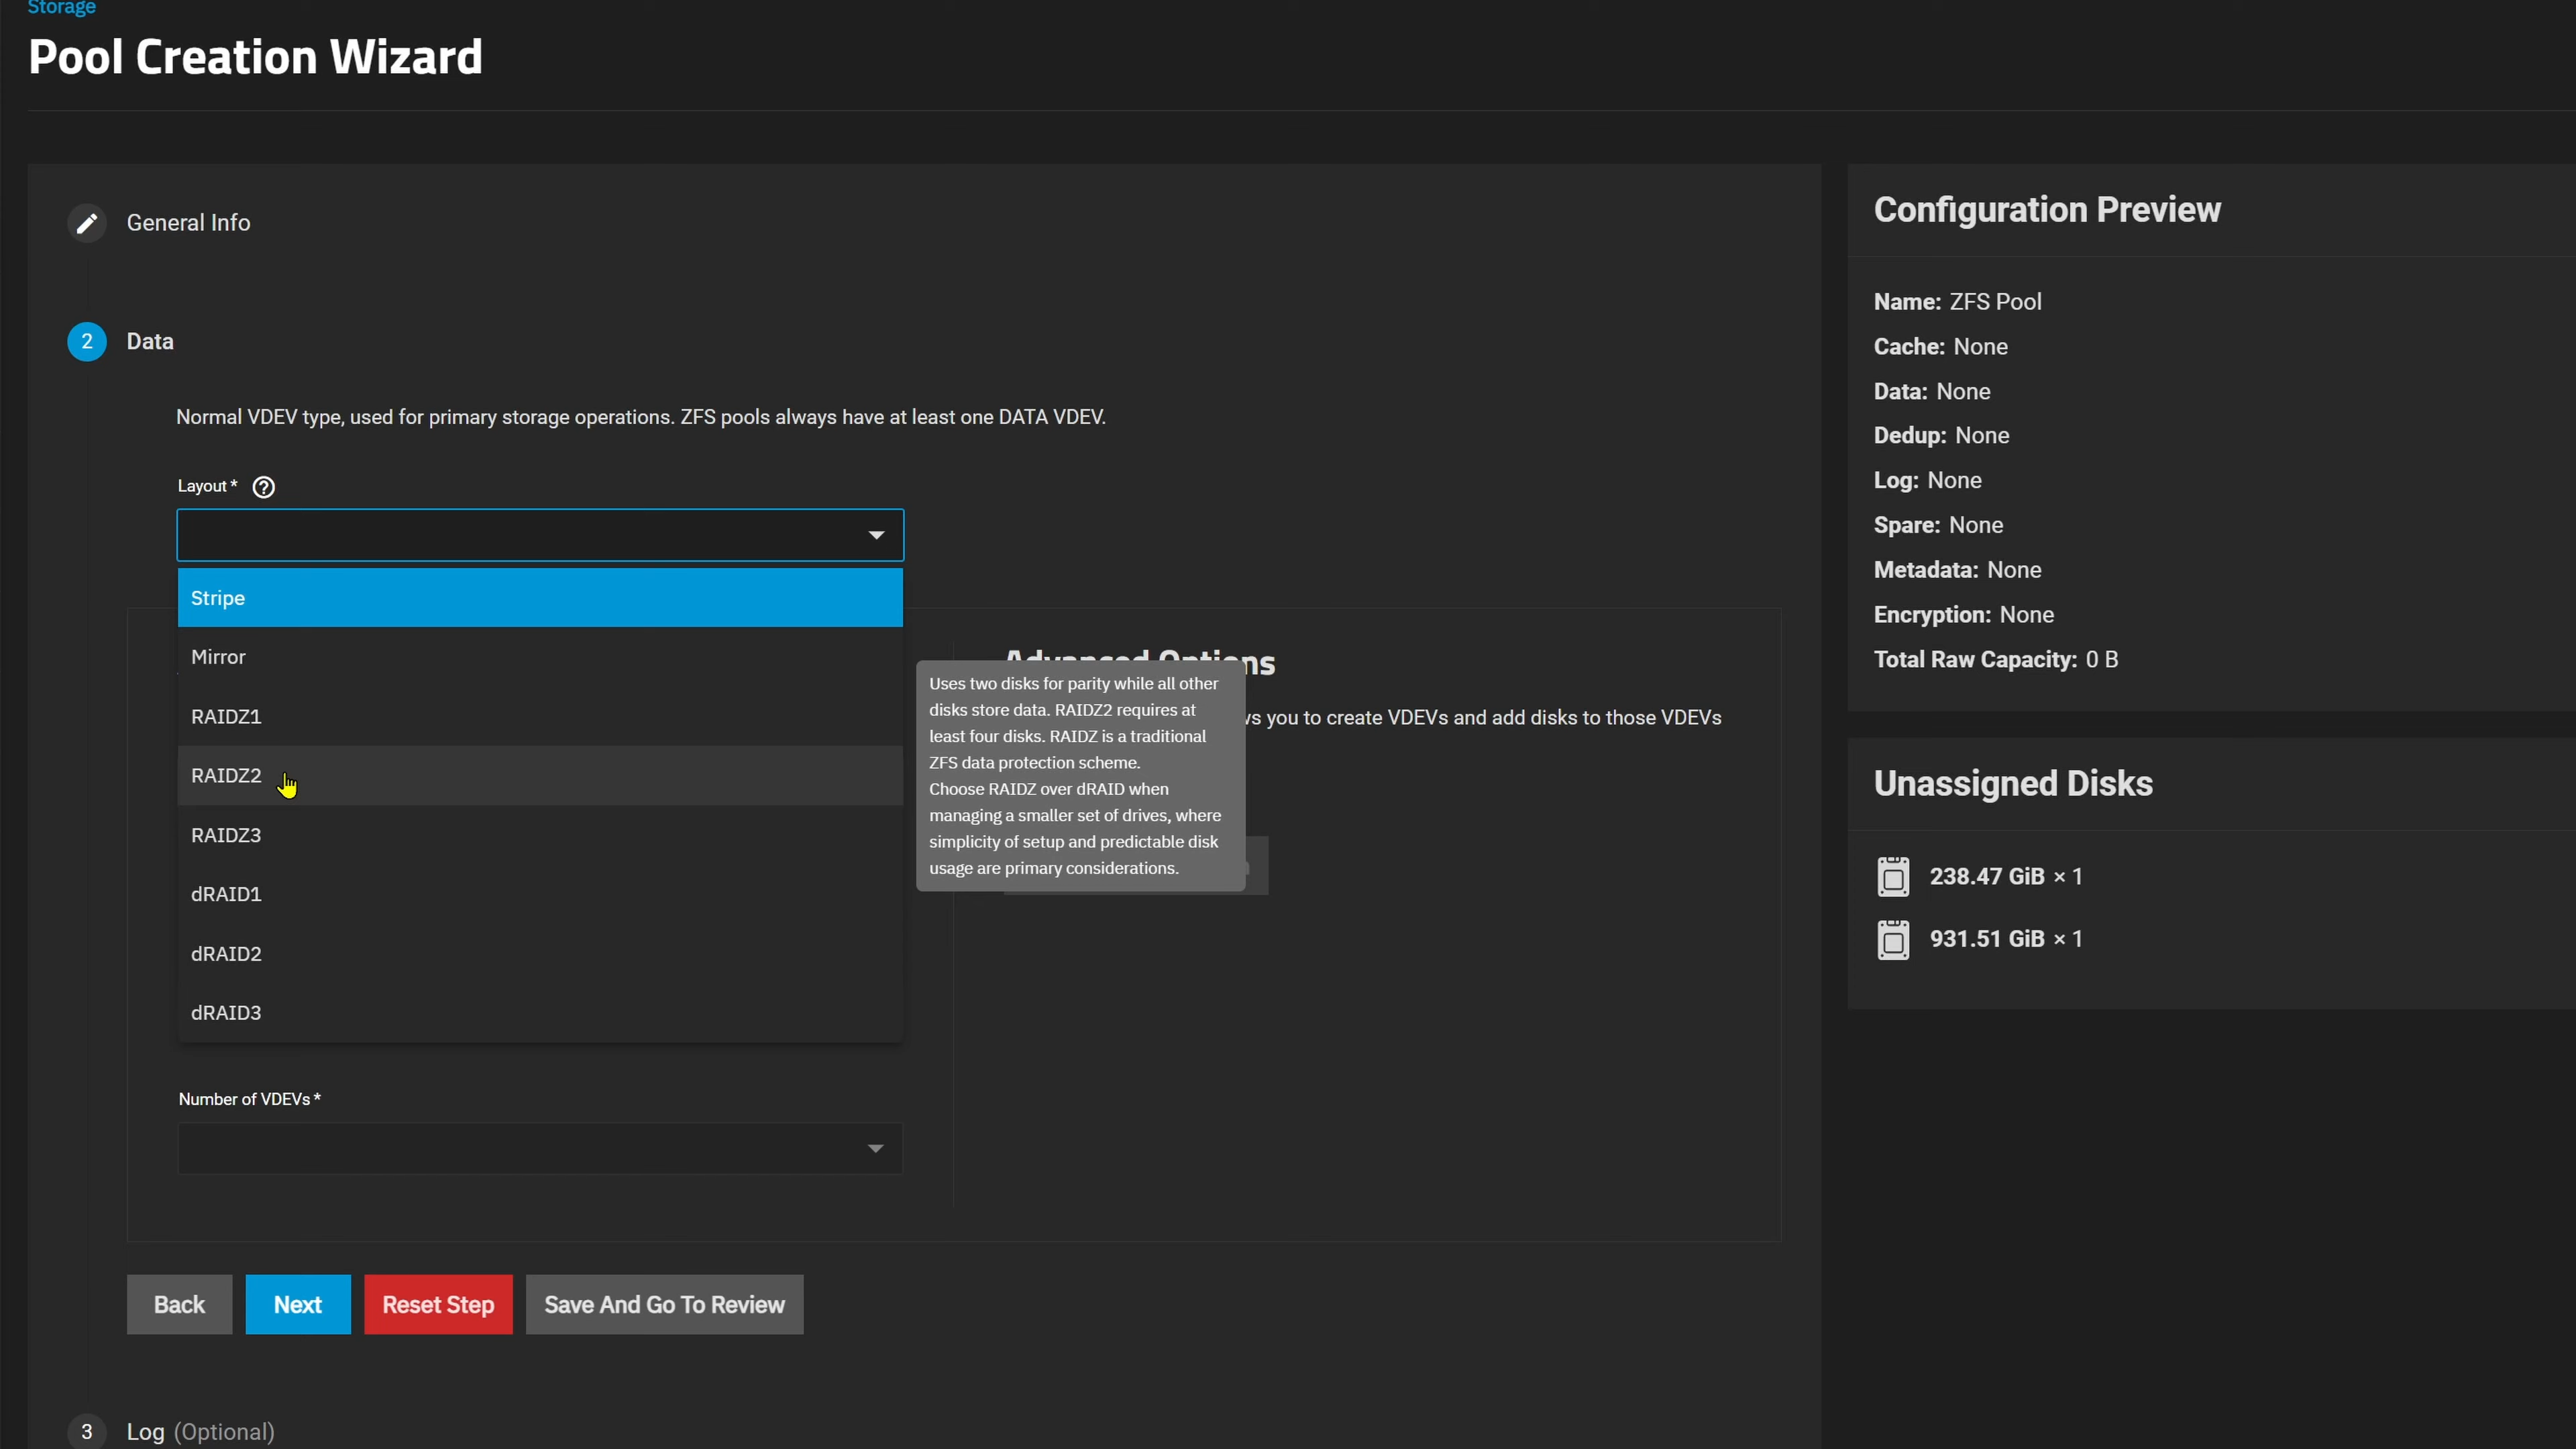 Storage
Pool Creation Wizard
General Info
2 Data
Normal VDEV type, used for primary storage operations. ZFS pools always have at least one DATA VDEV.
Layout *
Stripe
Mirror
RAIDZ1
RAIDZ2
RAIDZ3
dRAID1
dRAID2
dRAID3
Advanced Options
Uses two disks for parity while all other
disks store data. RAIDZ2 requires at
least four disks. RAIDZ is a traditional
ZFS data protection scheme.
Choose RAIDZ over dRAID when
managing a smaller set of drives, where
simplicity of setup and predictable disk
usage are primary considerations.
you to create VDEVs and add disks to those VDEVs
Number of VDEVs *
Back
Next
Reset Step
Save And Go To Review
3 Log (Optional)
Configuration Preview
Name: ZFS Pool
Cache: None
Data: None
Dedup: None
Log: None
Spare: None
Metadata: None
Encryption: None
Total Raw Capacity: 0 B
Unassigned Disks
238.47 GiB × 1
931.51 GiB × 1